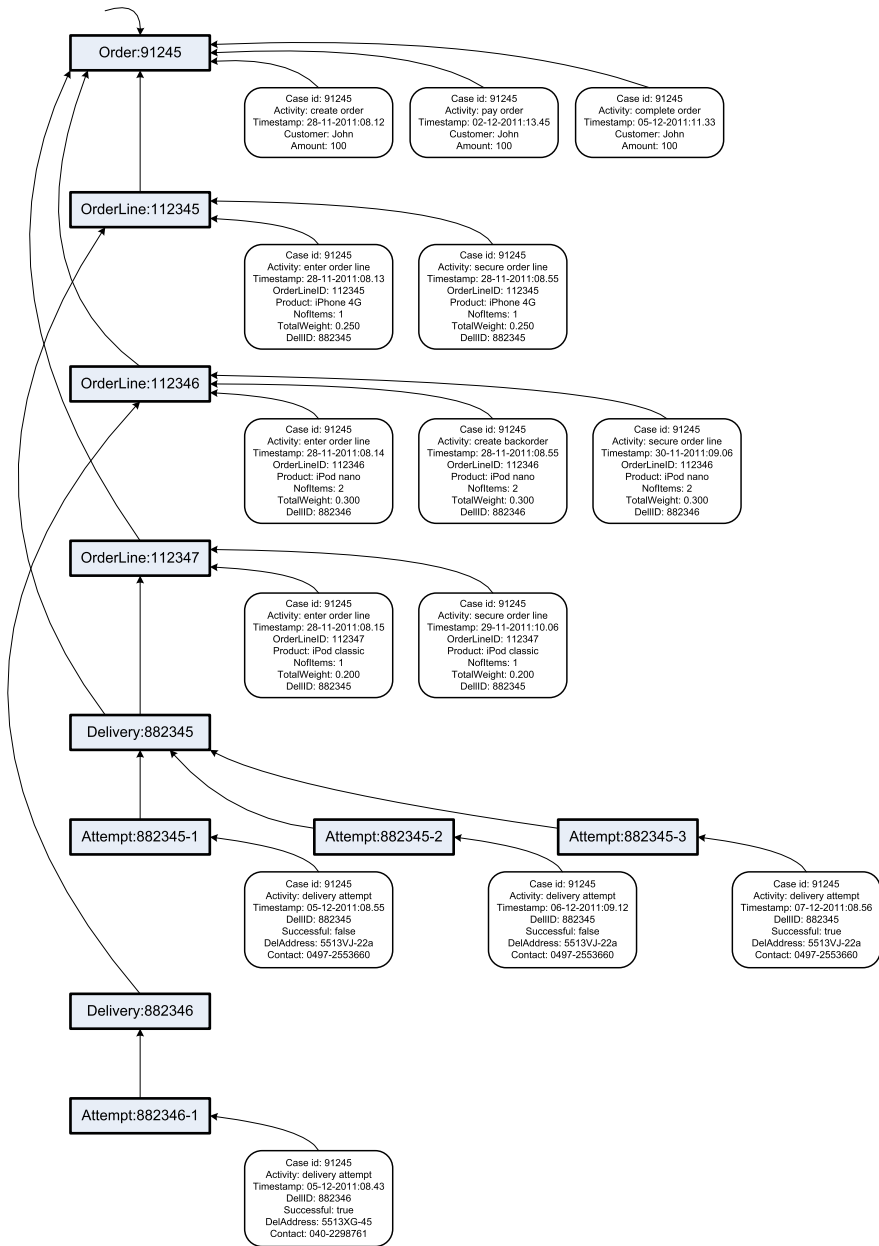 Order:91245
Case id: 91245
Activity: create order
Timestamp: 28-11-2011:08.12
Customer: John
Amount: 100
Case id: 91245
Activity: pay order
Timestamp: 02-12-2011:13.45
Customer: John
Amount: 100
Case id: 91245
Activity: complete order
Timestamp: 05-12-2011:11.33
Customer: John
Amount: 100
OrderLine:112345
Case id: 91245
Activity: enter order line
Timestamp: 28-11-2011:08.13
OrderLineID: 112345
Product: iPhone 4G
NofItems: 1
TotalWeight: 0.250
DellID: 882345
Case id: 91245
Activity: secure order line
Timestamp: 28-11-2011:08.55
OrderLineID: 112345
Product: iPhone 4G
NofItems: 1
TotalWeight: 0.250
DellID: 882345
OrderLine:112346
Case id: 91245
Activity: enter order line
Timestamp: 28-11-2011:08.14
OrderLineID: 112346
Product: iPod nano
NofItems: 2
TotalWeight: 0.300
DellID: 882346
Case id: 91245
Activity: create backorder
Timestamp: 28-11-2011:08.55
OrderLineID: 112346
Product: iPod nano
NofItems: 2
TotalWeight: 0.300
DellID: 882346
Case id: 91245
Activity: secure order line
Timestamp: 30-11-2011:09.06
OrderLineID: 112346
Product: iPod nano
NofItems: 2
TotalWeight: 0.300
DellID: 882346
OrderLine:112347
Case id: 91245
Activity: enter order line
Timestamp: 28-11-2011:08.15
OrderLineID: 112347
Product: iPod classic
NofItems: 1
TotalWeight: 0.200
DellID: 882345
Case id: 91245
Activity: secure order line
Timestamp: 29-11-2011:10.06
OrderLineID: 112347
Product: iPod classic
NofItems: 1
TotalWeight: 0.200
DellID: 882345
Delivery:882345
Attempt:882345-1
Attempt:882345-2
Attempt:882345-3
Case id: 91245
Activity: delivery attempt
Timestamp: 05-12-2011:08.55
DellID: 882345
Successful: false
DelAddress: 5513VJ-22a
Contact: 0497-2553660
Case id: 91245
Activity: delivery attempt
Timestamp: 06-12-2011:09.12
DellID: 882345
Successful: false
DelAddress: 5513VJ-22a
Contact: 0497-2553660
Case id: 91245
Activity: delivery attempt
Timestamp: 07-12-2011:08.56
DellID: 882345
Successful: true
DelAddress: 5513VJ-22a
Contact: 0497-2553660
Delivery:882346
Attempt:882346-1
Case id: 91245
Activity: delivery attempt
Timestamp: 05-12-2011:08.43
DellID: 882346
Successful: true
DelAddress: 5513XG-45
Contact: 040-2298761